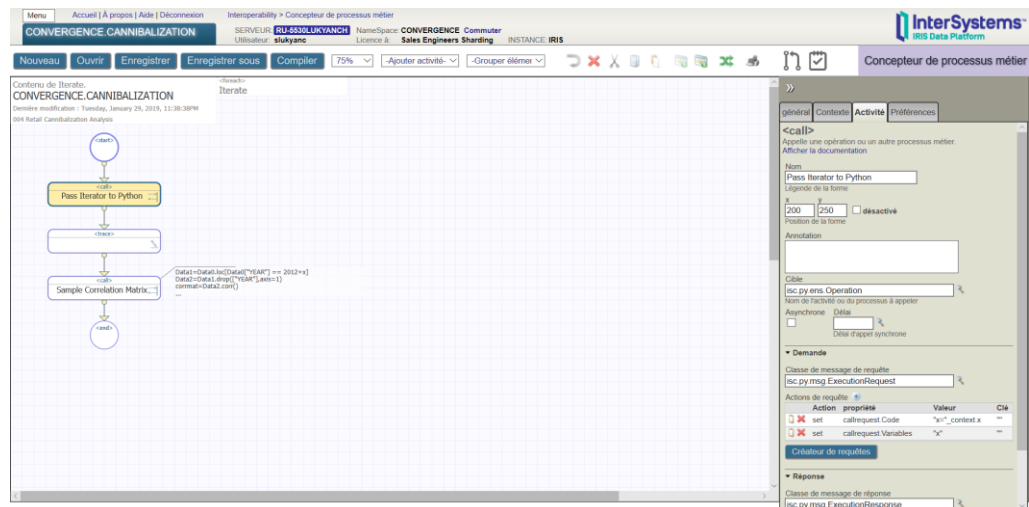 Menu Accueil | À propos | Aide | Déconnexion Interoperability > Concepteur de processus métier
CONVERGENCE.CANNIBALIZATION
SERVEUR RU-5530LUKYANCH NameSpace CONVERGENCE Commuter
Utilisateur: slukyanc Licence à: Sales Engineers Sharding INSTANCE: IRIS
InterSystems
IRIS Data Platform
Nouveau Ouvrir Enregistrer Enregistrer sous Compiler 75% -Ajouter activité- -Grouper élémer
Concepteur de processus métier
Contenu de Iterate.
CONVERGENCE.CANNIBALIZATION
Dernière modification : Tuesday, January 29, 2019, 11:38:38PM
004 Retail Cannibalization Analysis
<foreach>
Iterate
<start>
<call>
Pass Iterator to Python
<trace>
<call>
Sample Correlation Matrix...
Data1=Data0.loc[Data0["YEAR"] == 2012+x]
Data2=Data1.drop(["YEAR"],axis=1)
corrmat=Data2.corr()
...
<end>
»
général Contexte Activité Préférences
<call>
Appelle une opération ou un autre processus métier.
Afficher la documentation
Nom
Pass Iterator to Python
Légende de la forme
x y
200 250 désactivé
Position de la forme
Annotation
Cible
isc.py.ens.Operation
Nom de l'activité ou du processus à appeler
Asynchrone Délai
Délai d'appel synchrone
Demande
Classe de message de requête
isc.py.msg.ExecutionRequest
Actions de requête
Action propriété Valeur Clé
set callrequest.Code "x="_context.x ""
set callrequest.Variables "x" ""
Créateur de requêtes
Réponse
Classe de message de réponse
isc.py.msg.ExecutionResponse